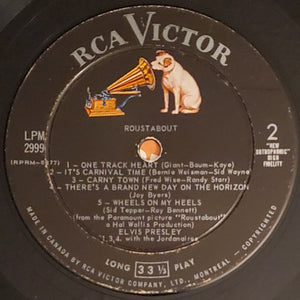 RCA VICTOR
ROUSTABOUT
LPM
2999
(RPRM-5277)
2
"NEW
ORTHOPHONIC"
HIGH
FIDELITY
1 - ONE TRACK HEART (Giant-Baum-Kaye)
2 - IT'S CARNIVAL TIME (Bernie Weisman-Sid Wayne)
3 - CARNY TOWN (Fred Wise-Randy Star)
4 - THERE'S A BRAND NEW DAY ON THE HORIZON
(Joy Byers)
5 - WHEELS ON MY HEELS
(Sid Tepper-Roy Bennett)
(from the Paramount picture "Roustabout"
a Hal Wallis Production)
ELVIS PRESLEY
1,3,4. with the Jordanaires
LONG 33 1/3 PLAY
MADE IN CANADA BY RCA VICTOR COMPANY, LTD., MONTREAL